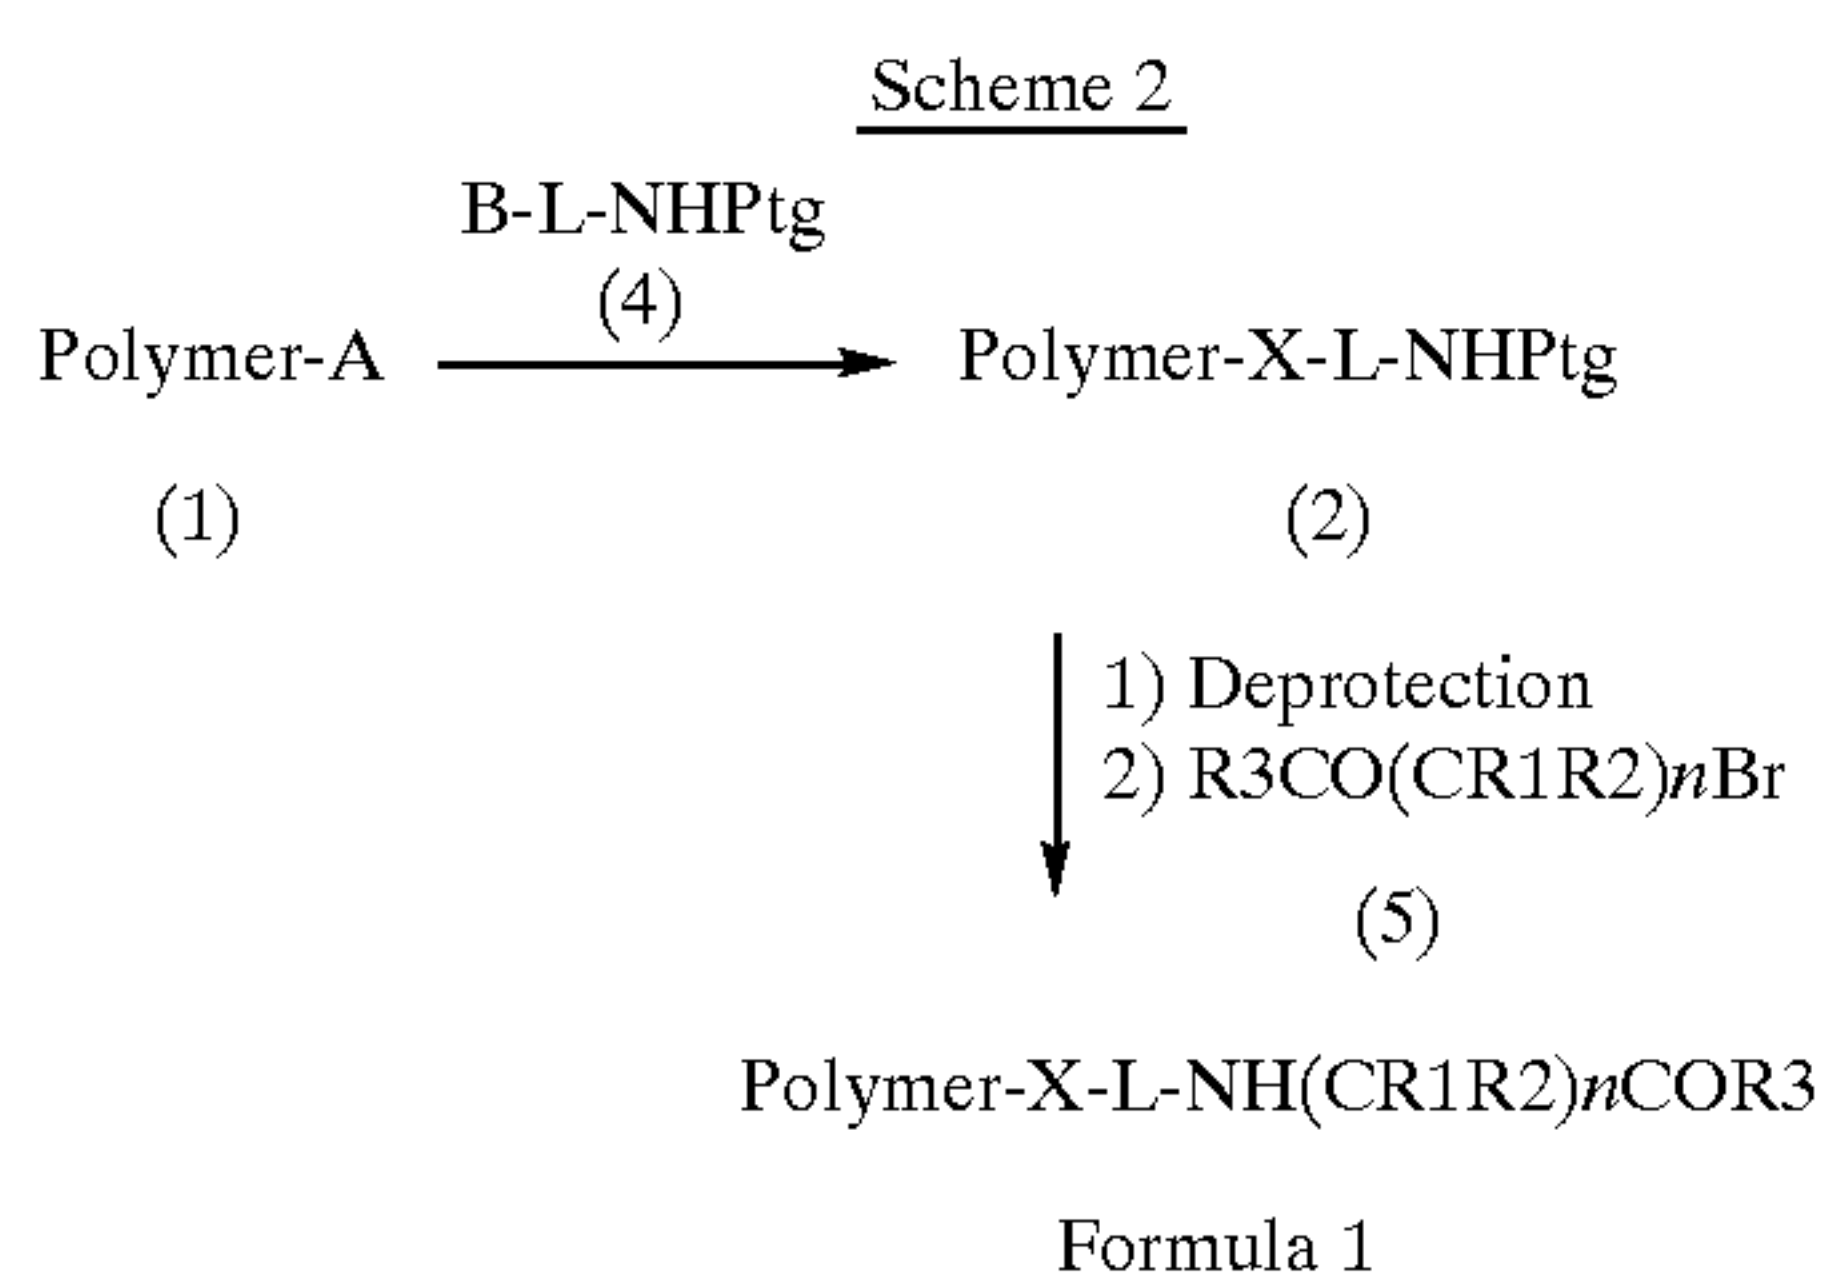 Scheme 2
B-L-NHPtg
(4)
Polymer-A
Polymer-X-L-NHPtg
(1)
(2)
1) Deprotection
2) R3CO(CR1R2)nBr
(5)
Polymer-X-L-NH(CR1R2)nCOR3
Formula 1